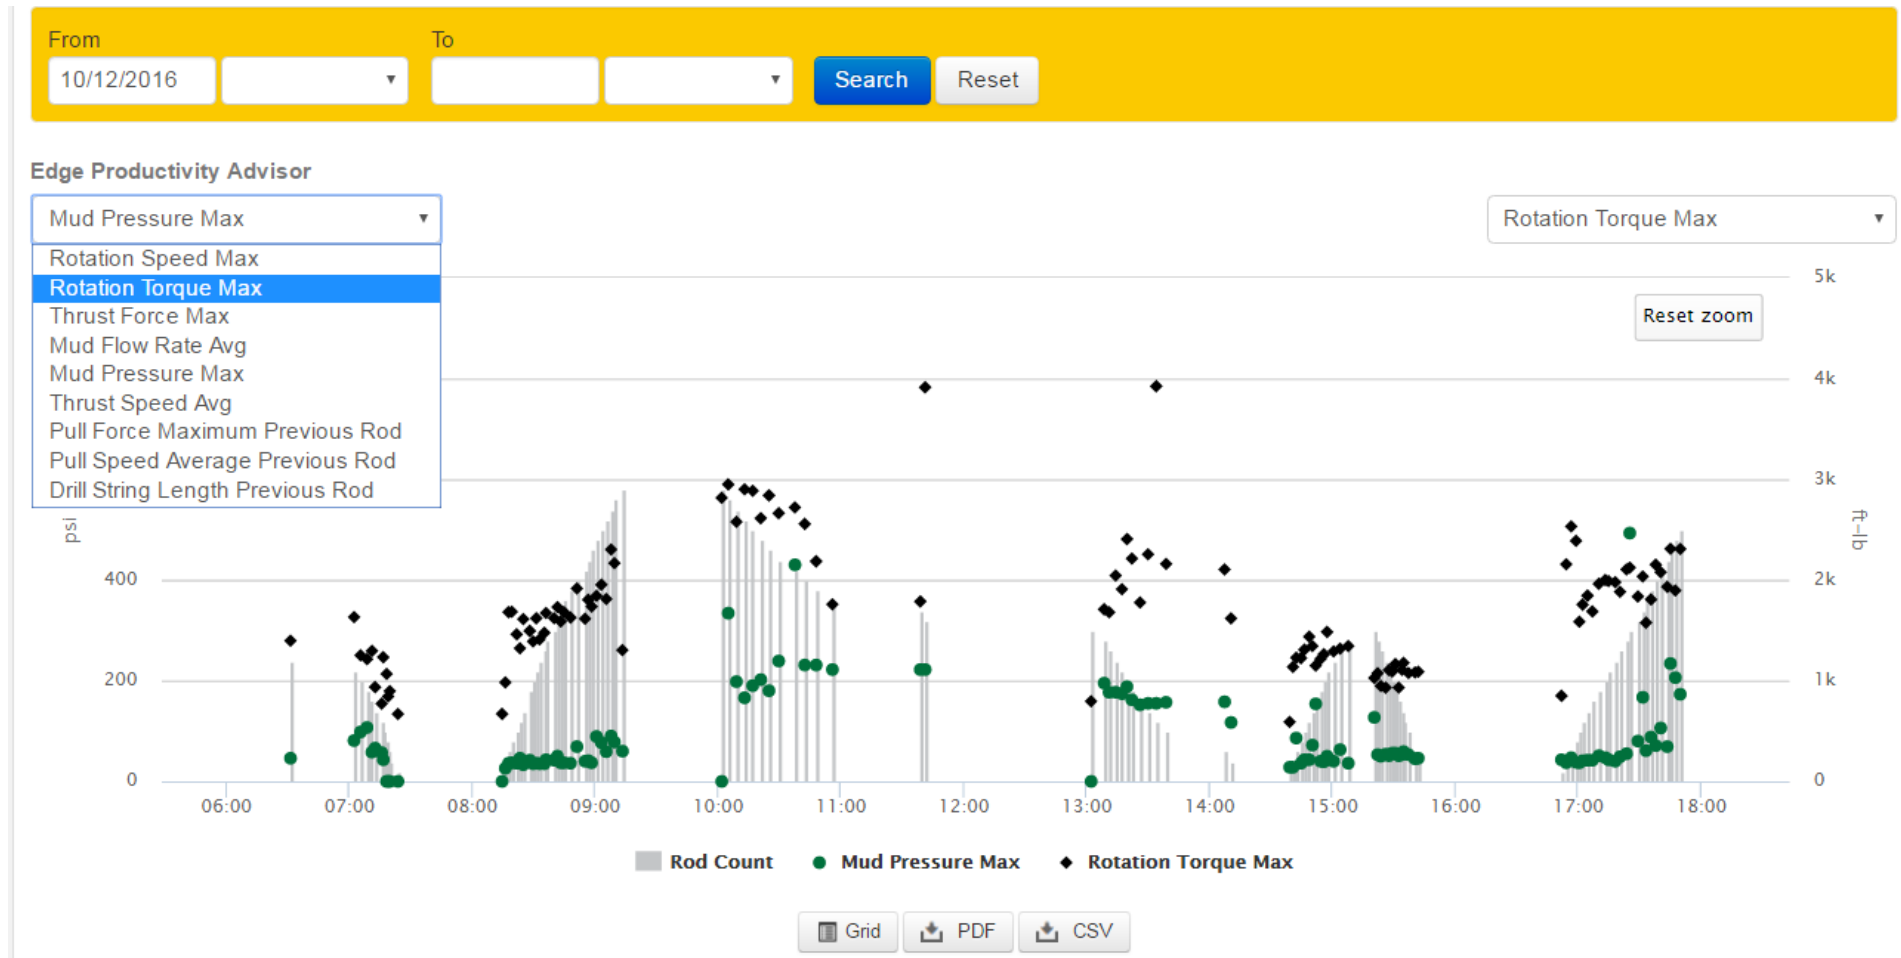 From To
10/12/2016
Search Reset
Edge Productivity Advisor
Mud Pressure Max
Rotation Torque Max
Rotation Speed Max
Rotation Torque Max
Thrust Force Max
Mud Flow Rate Avg
Mud Pressure Max
Thrust Speed Avg
Pull Force Maximum Previous Rod
Pull Speed Average Previous Rod
Drill String Length Previous Rod
Reset zoom
psi
400
200
0
5k
4k
3k
2k
1k
0
ft-lb
06:00 07:00 08:00 09:00 10:00 11:00 12:00 13:00 14:00 15:00 16:00 17:00 18:00
Rod Count Mud Pressure Max Rotation Torque Max
Grid PDF CSV